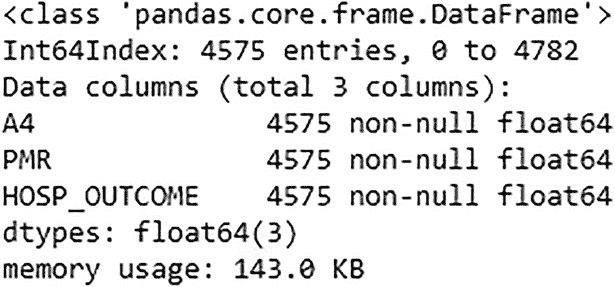 <class 'pandas.core.frame.DataFrame'>
Int64Index: 4575 entries, 0 to 4782
Data columns (total 3 columns):
A4 4575 non-null float64
PMR 4575 non-null float64
HOSP_OUTCOME 4575 non-null float64
dtypes: float64(3)
memory usage: 143.0 KB